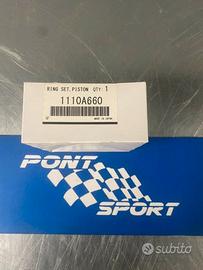 RING SET,PISTON QTY:1
1110A660
MADE IN JAPAN
PONT
SPORT
subito